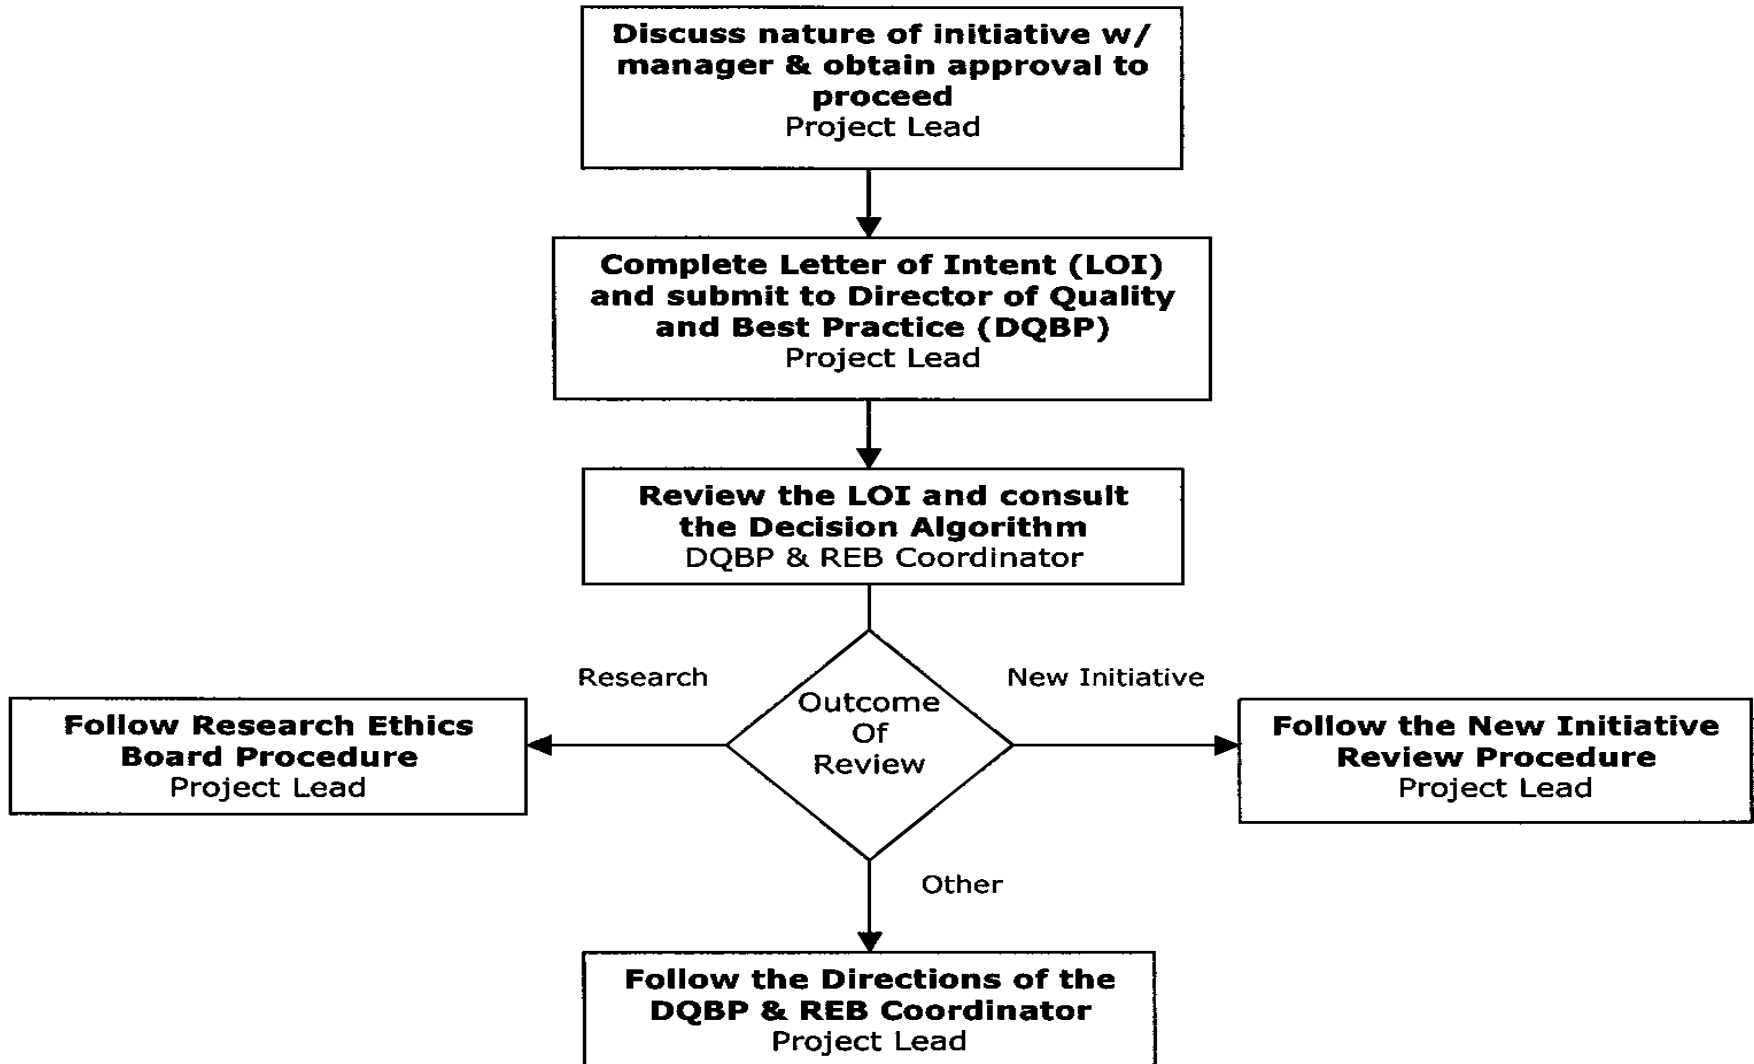 Discuss nature of initiative w/
manager & obtain approval to
proceed
Project Lead
Complete Letter of Intent (LOI)
and submit to Director of Quality
and Best Practice (DQBP)
Project Lead
Review the LOI and consult
the Decision Algorithm
DQBP & REB Coordinator
Research
New Initiative
Outcome
Of
Review
Follow Research Ethics
Board Procedure
Project Lead
Follow the New Initiative
Review Procedure
Project Lead
Other
Follow the Directions of the
DQBP & REB Coordinator
Project Lead